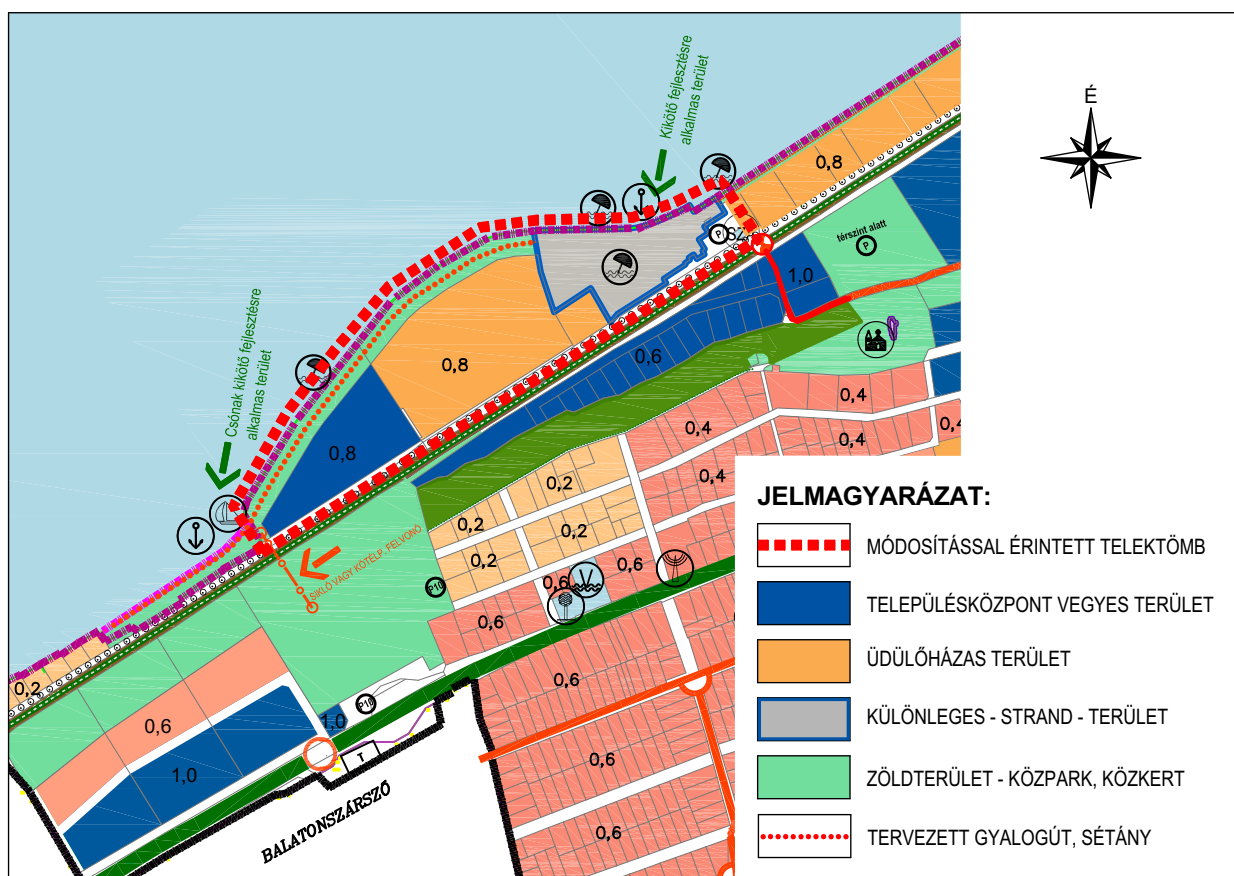 Kikötő fejlesztésre
alkalmas terület
É
0,8
0,8
térszint alatt
P
P
1,0
Csónak kikötő fejlesztésre
alkalmas terület
0,8
0,6
0,8
0,4
0,4
0,4
0,4
0,4
0,2
0,2
0,2
0,2
SIKLÓ VAGY KÖTÉLP. FELVONÓ
P10
0,6
0,6
0,6
0,6
0,2
0,6
1,0
P10
1,0
T
0,6
0,6
BALATONSZÁRSZÓ
JELMAGYARÁZAT:
MÓDOSÍTÁSSAL ÉRINTETT TELEKTÖMB
TELEPÜLÉSKÖZPONT VEGYES TERÜLET
ÜDÜLŐHÁZAS TERÜLET
KÜLÖNLEGES - STRAND - TERÜLET
ZÖLDTERÜLET - KÖZPARK, KÖZKERT
TERVEZETT GYALOGÚT, SÉTÁNY